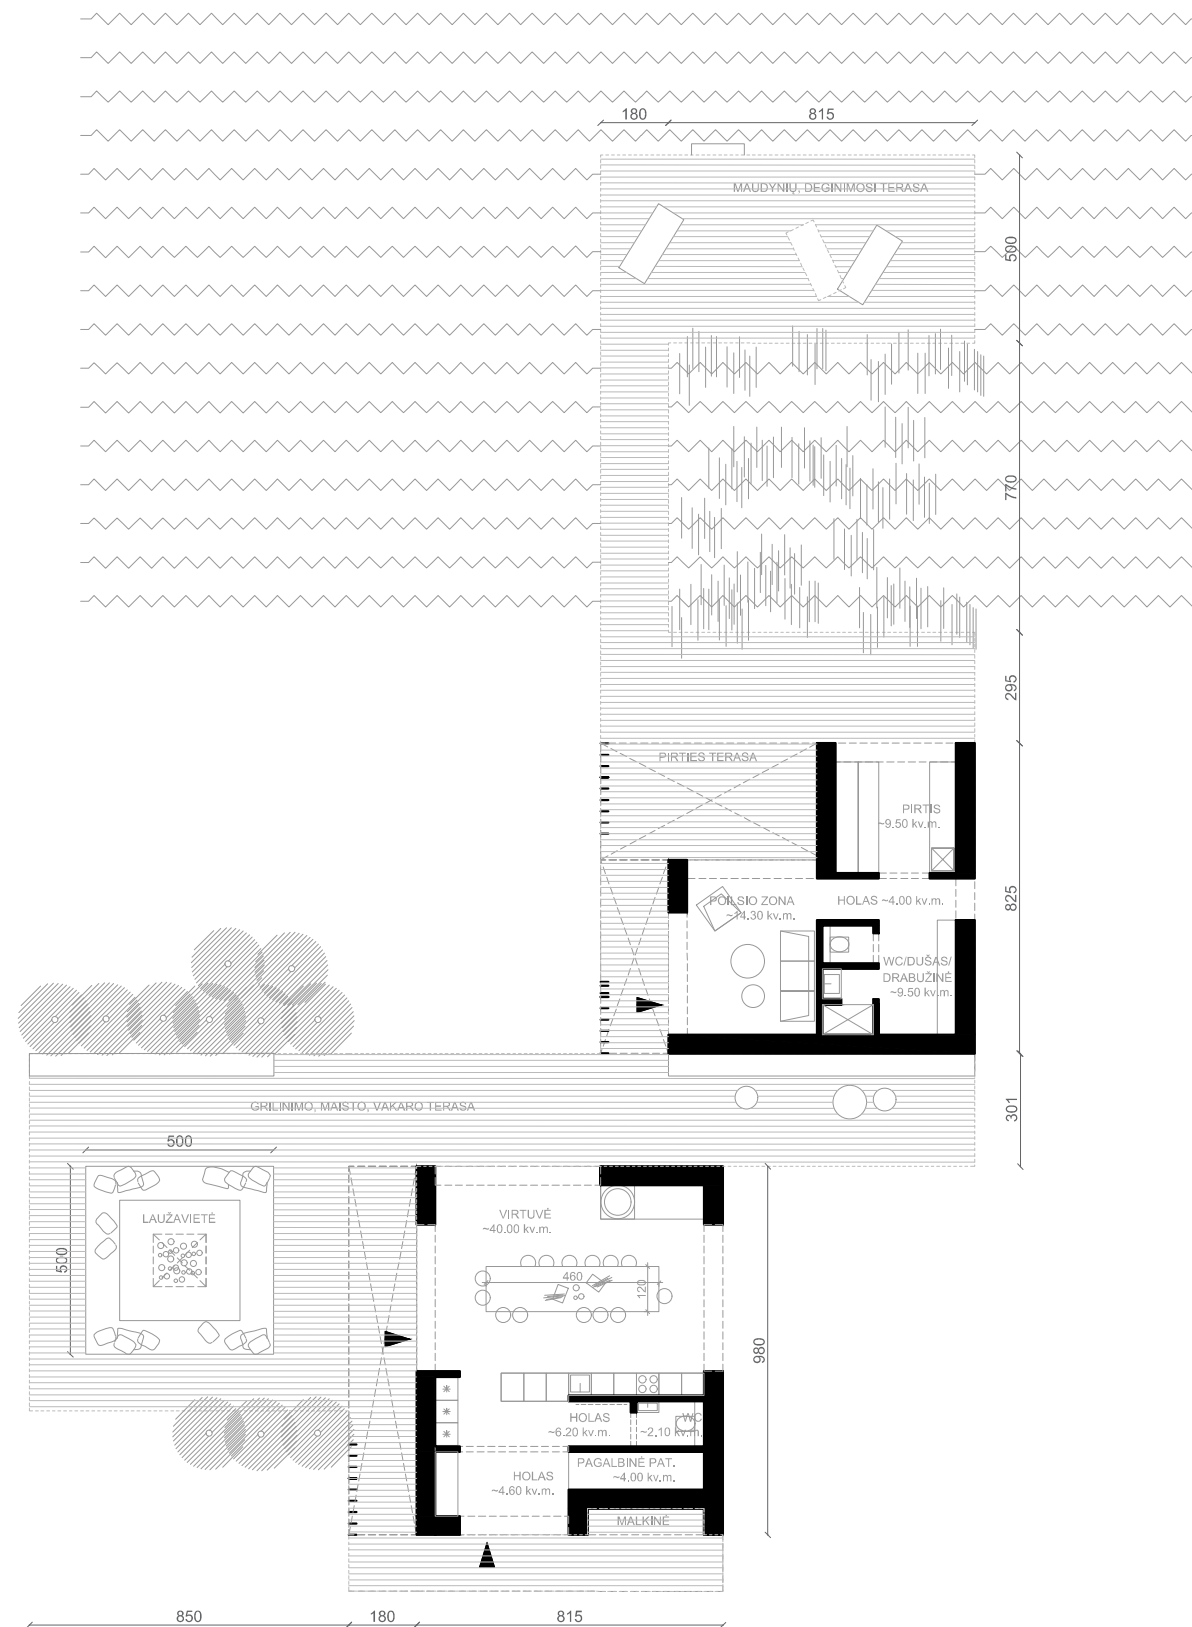 180
815
MAUDYNIŲ, DEGINIMOSI TERASA
500
770
295
PIRTIES TERASA
PIRTIS
~9.50 kv.m.
825
POILSIO ZONA
~14.30 kv.m.
HOLAS ~4.00 kv.m.
WC/DUŠAS/
DRABUŽINĖ
~9.50 kv.m.
301
GRILINIMO, MAISTO, VAKARO TERASA
500
500
LAUŽAVIETĖ
VIRTUVĖ
~40.00 kv.m.
460
120
980
HOLAS
~6.20 kv.m.
WC
~2.10 kv.m.
PAGALBINĖ PAT.
~4.00 kv.m.
HOLAS
~4.60 kv.m.
MALKINĖ
850
180
815